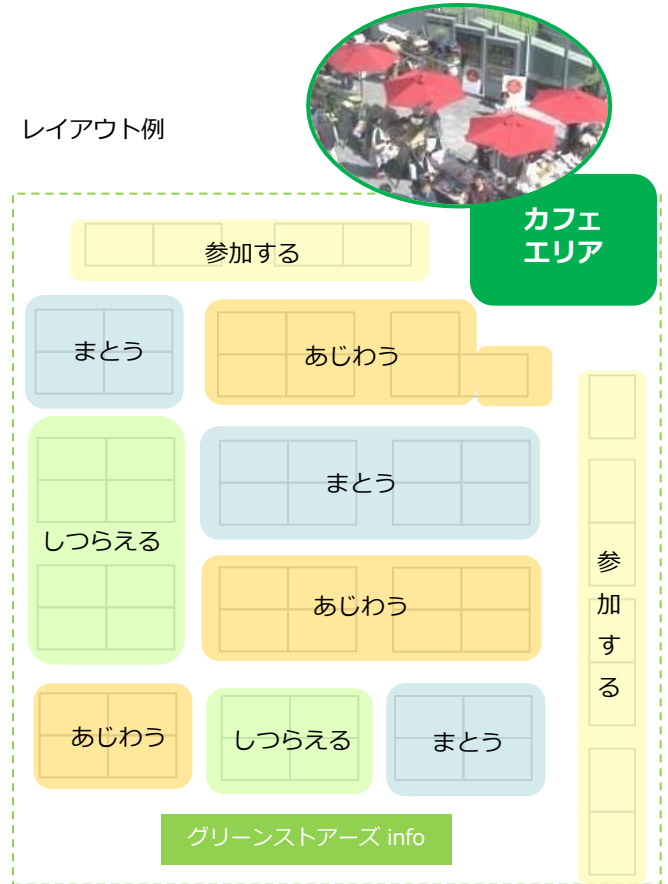 レイアウト例
カフェ
エリア
参加する
まとう
あじわう
まとう
しつらえる
参加する
あじわう
あじわう
しつらえる
まとう
グリーンストアーズ info